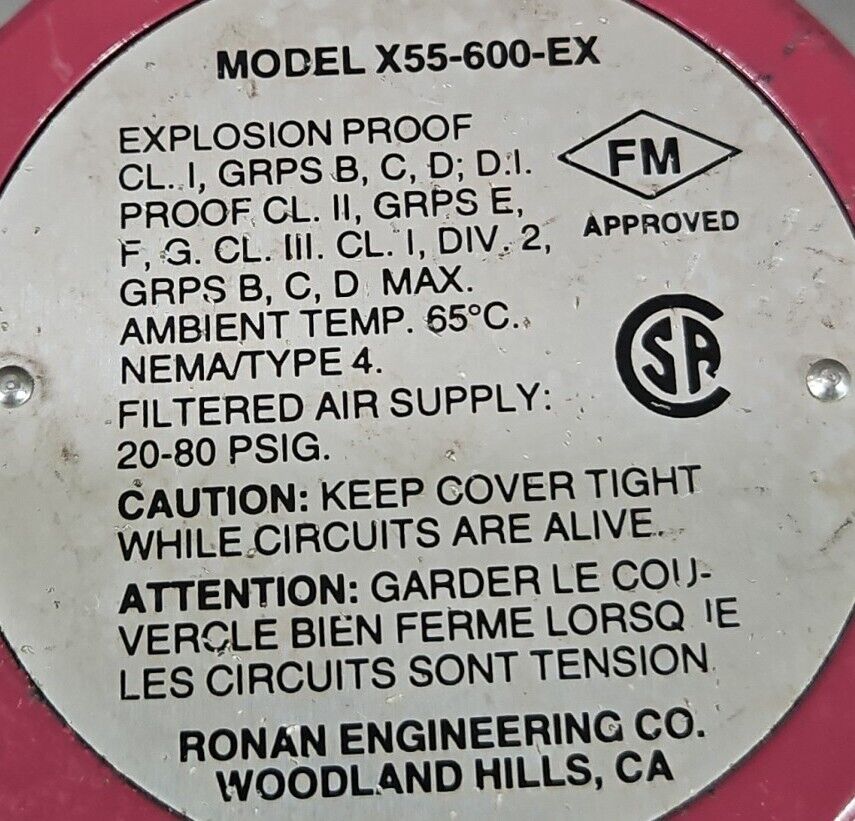 MODEL X55-600-EX
EXPLOSION PROOF
CL. I, GRPS B, C, D; D.I.
PROOF CL. II, GRPS E,
F, G. CL. III. CL. I, DIV. 2,
GRPS B, C, D MAX.
AMBIENT TEMP. 65°C.
NEMA/TYPE 4.
FILTERED AIR SUPPLY:
20-80 PSIG.
FM
APPROVED
CSA
CAUTION: KEEP COVER TIGHT
WHILE CIRCUITS ARE ALIVE.
ATTENTION: GARDER LE COU-
VERCLE BIEN FERME LORSQUE
LES CIRCUITS SONT TENSION
RONAN ENGINEERING CO.
WOODLAND HILLS, CA